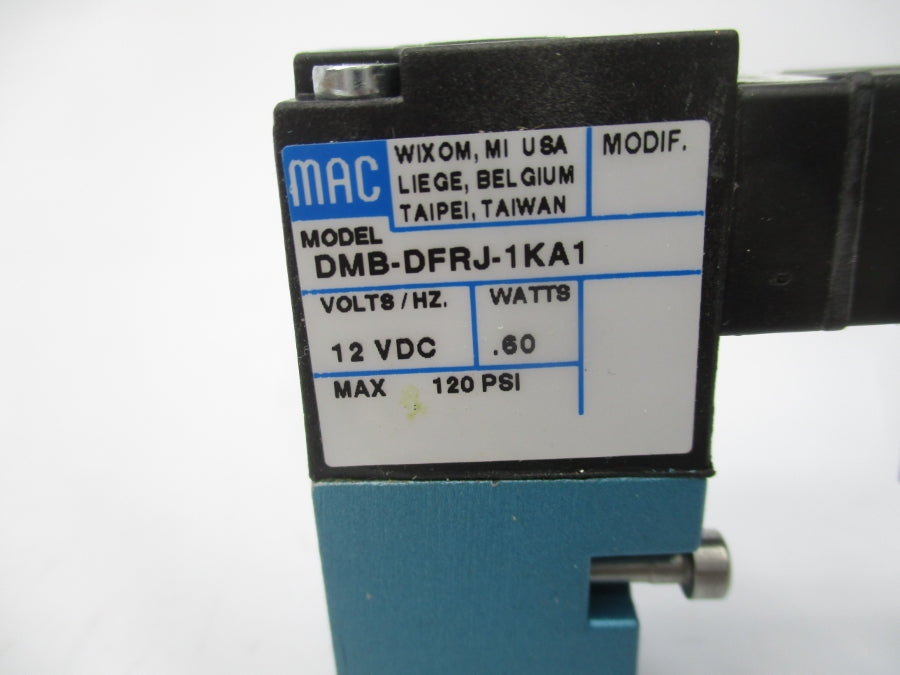 MAC
WIXOM, MI USA
LIEGE, BELGIUM
TAIPEI, TAIWAN
MODIF.
MODEL
DMB-DFRJ-1KA1
VOLTS/HZ.
12 VDC
WATTS
.60
MAX 120 PSI